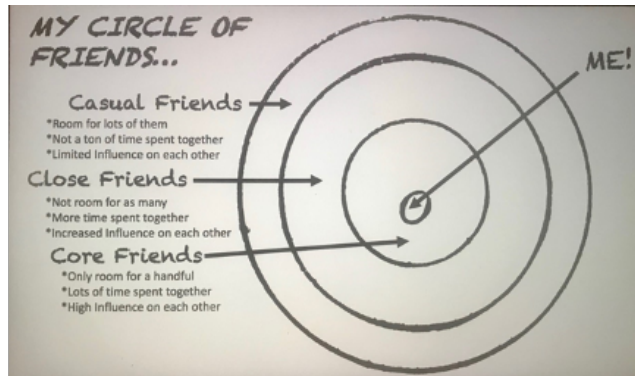 MY CIRCLE OF
FRIENDS...
ME!
Casual Friends
*Room for lots of them
*Not a ton of time spent together
*Limited Influence on each other
Close Friends
*Not room for as many
*More time spent together
*Increased Influence on each other
Core Friends
*Only room for a handful
*Lots of time spent together
*High Influence on each other